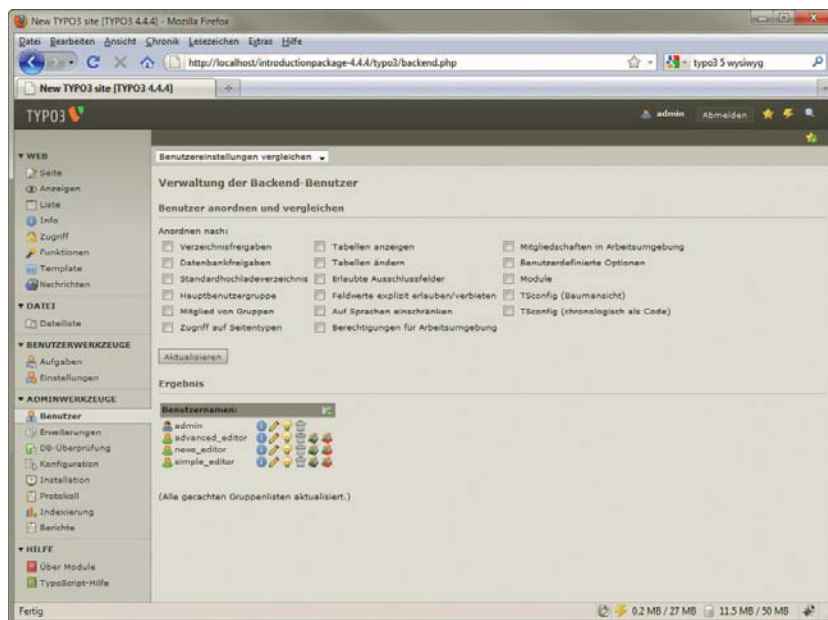 New TYPO3 site [TYPO3 4.4.4] - Mozilla Firefox
Datei Bearbeiten Ansicht Chronik Lesezeichen Extras Hilfe
http://localhost/introductionpackage-4.4.4/typo3/backend.php
typo3 5 wysiwyg
New TYPO3 site [TYPO3 4.4.4]
TYPO3
admin
Abmelden
WEB
Seite
Anzeigen
Liste
Info
Zugriff
Funktionen
Template
Nachrichten
DATEI
Dateiliste
BENUTZERWERKZEUGE
Aufgaben
Einstellungen
ADMINWERKZEUGE
Benutzer
Erweiterungen
DB-Überprüfung
Konfiguration
Installation
Protokoll
Indexierung
Berichte
HILFE
Über Module
TypoScript-Hilfe
Benutzereinstellungen vergleichen
Verwaltung der Backend-Benutzer
Benutzer anordnen und vergleichen
Anordnen nach:
Verzeichnisfreigaben Tabellen anzeigen Mitgliedschaften in Arbeitsumgebung
Datenbankfreigaben Tabellen ändern Benutzerdefinierte Optionen
Standardhochladeverzeichnis Erlaubte Ausschlussfelder Module
Hauptbenutzergruppe Feldwerte explizit erlauben/verbieten TSconfig (Baumansicht)
Mitglied von Gruppen Auf Sprachen einschränken TSconfig (chronologisch als Code)
Zugriff auf Seitentypen Berechtigungen für Arbeitsumgebung
Aktualisieren
Ergebnis
Benutzernamen:
admin
advanced_editor
news_editor
simple_editor
(Alle gecachten Gruppenlisten aktualisiert.)
Fertig
0.2 MB / 27 MB
11.5 MB / 50 MB